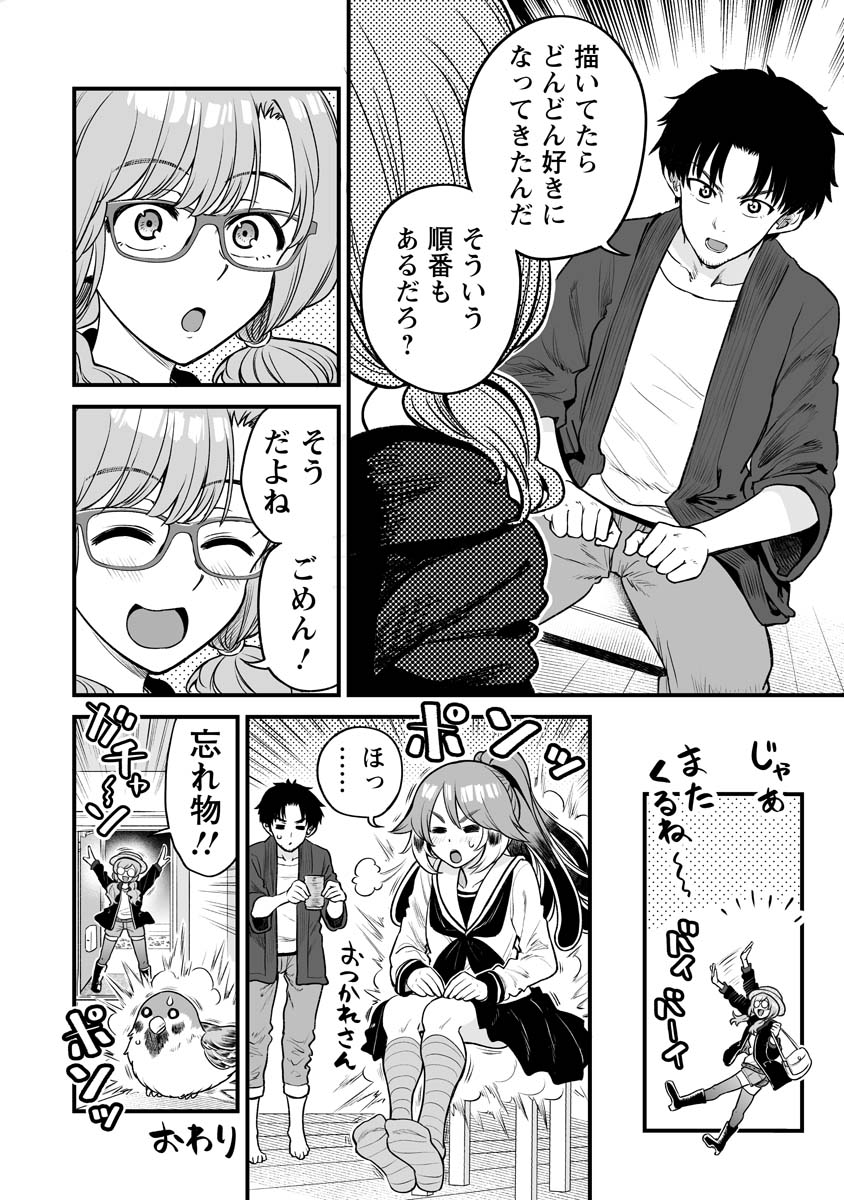 描いてたら
どんどん好きに
なってきたんだ
そういう
順番も
あるだろ？
そう
だよね
ごめん！
じゃあ
また
くるね〜
バイバーイ
ポンッ
ほっ
……
おつかれさん
ガチャ〜ン
忘れ物!!
ポンッ
おわり